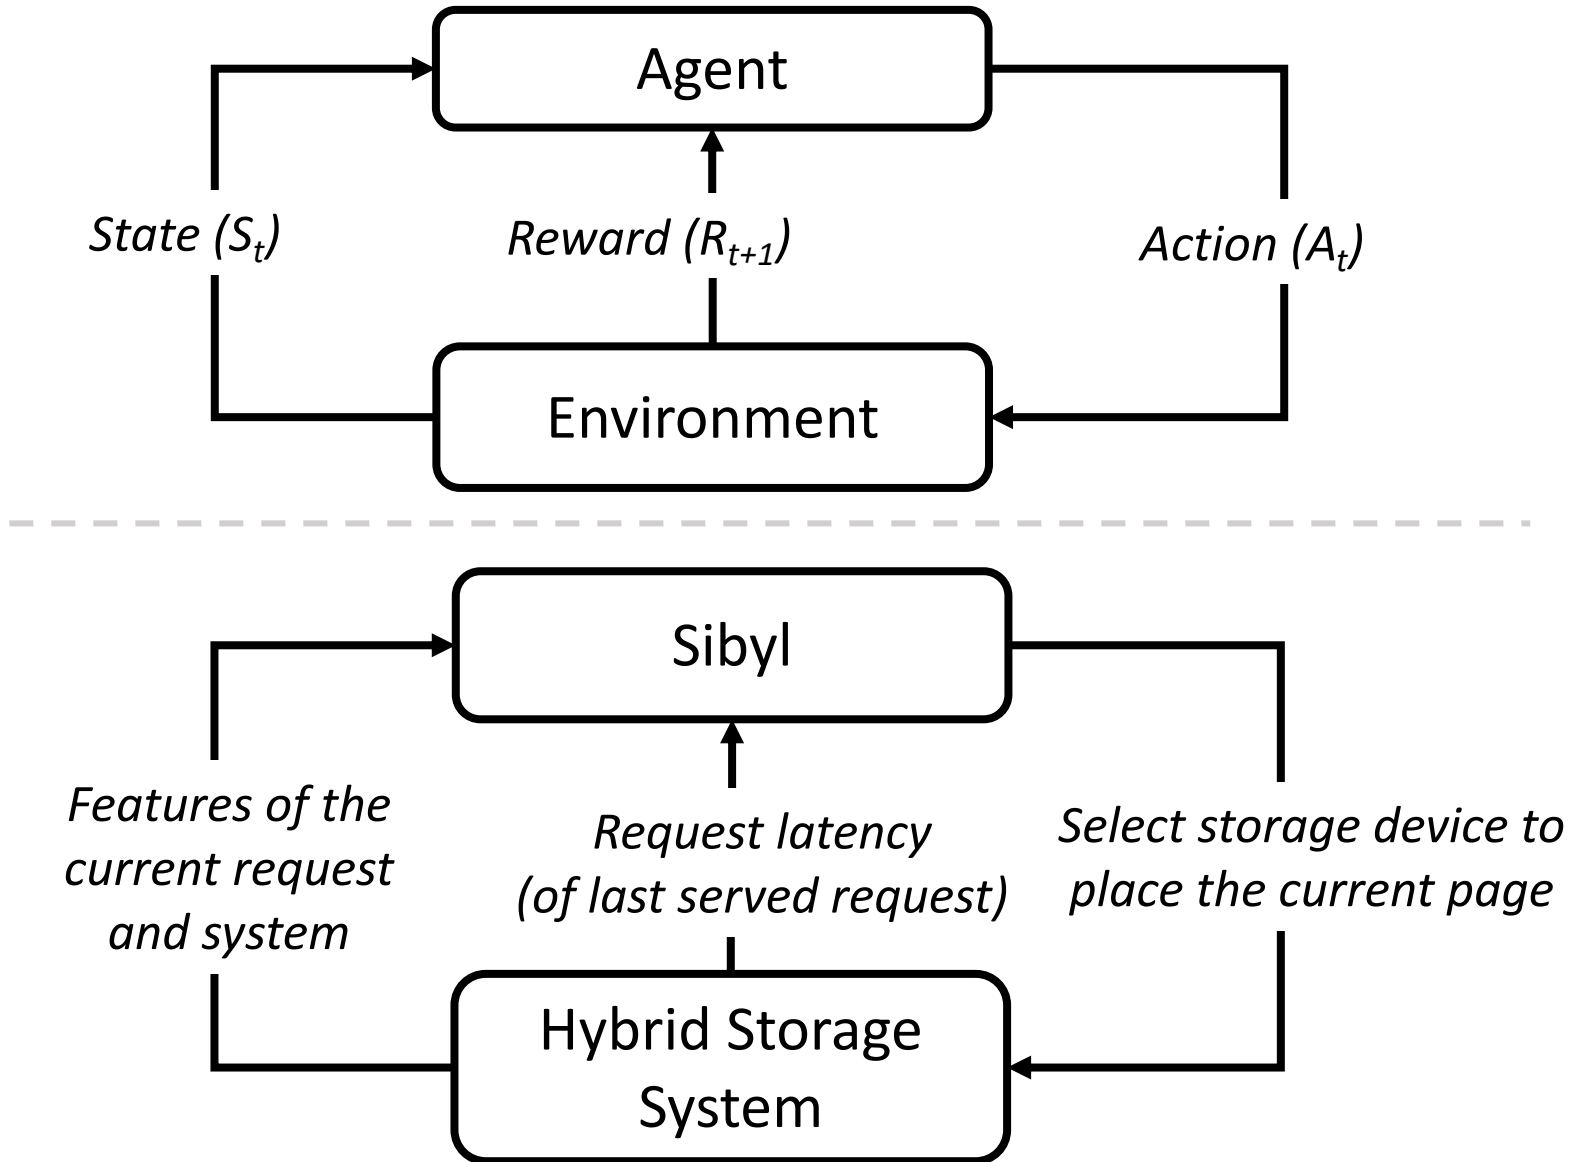 Agent
State (Sₜ)
Reward (Rₜ₊₁)
Action (Aₜ)
Environment
Sibyl
Features of the
current request
and system
Request latency
(of last served request)
Select storage device to
place the current page
Hybrid Storage
System